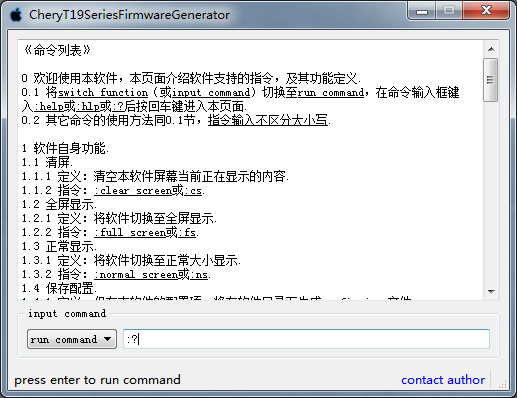 CheryT19SeriesFirmwareGenerator
《命令列表》
0 欢迎使用本软件，本页面介绍软件支持的指令，及其功能定义.
0.1 将switch function（或input command）切换至run command，在命令输入框键
入:help或:hlp或:?后按回车键进入本页面.
0.2 其它命令的使用方法同0.1节，指令输入不区分大小写.
1 软件自身功能.
1.1 清屏.
1.1.1 定义：清空本软件屏幕当前正在显示的内容.
1.1.2 指令：:clear screen或:cs.
1.2 全屏显示.
1.2.1 定义：将软件切换至全屏显示.
1.2.2 指令：:full screen或:fs.
1.3 正常显示.
1.3.1 定义：将软件切换至正常大小显示.
1.3.2 指令：:normal screen或:ns.
1.4 保存配置.
input command
run command
:?
press enter to run command
contact author